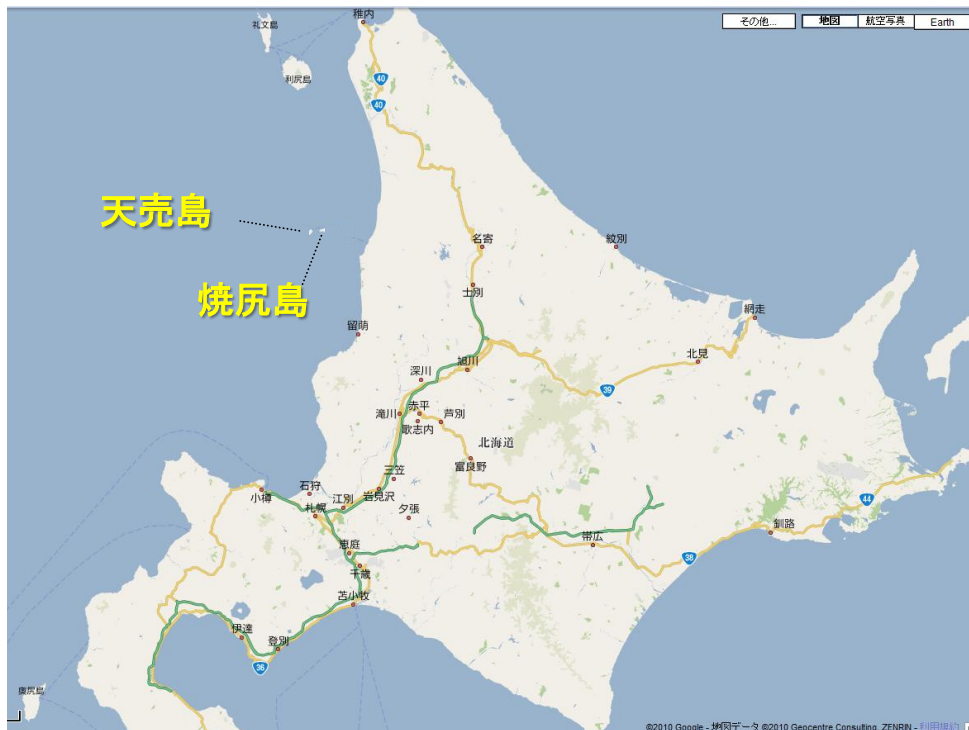 礼文島
稚内
その他...
地図
航空写真
Earth
利尻島
40
40
天売島
名寄
紋別
焼尻島
士別
網走
留萌
旭川
北見
深川
39
滝川
赤平
芦別
歌志内
北海道
富良野
三笠
石狩
小樽
江別
岩見沢
44
札幌
夕張
釧路
恵庭
帯広
38
千歳
苫小牧
伊達
登別
36
奥尻島
©2010 Google - 地図データ ©2010 Geocentre Consulting, ZENRIN - 利用規約